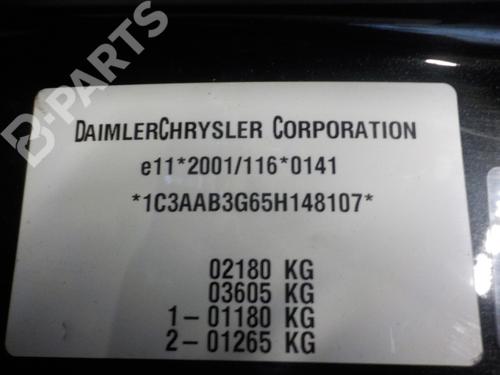 B-PARTS
DAIMLERCHRYSLER CORPORATION
e11*2001/116*0141
*1C3AAB3G65H148107*
02180 KG
03605 KG
1-01180 KG
2-01265 KG